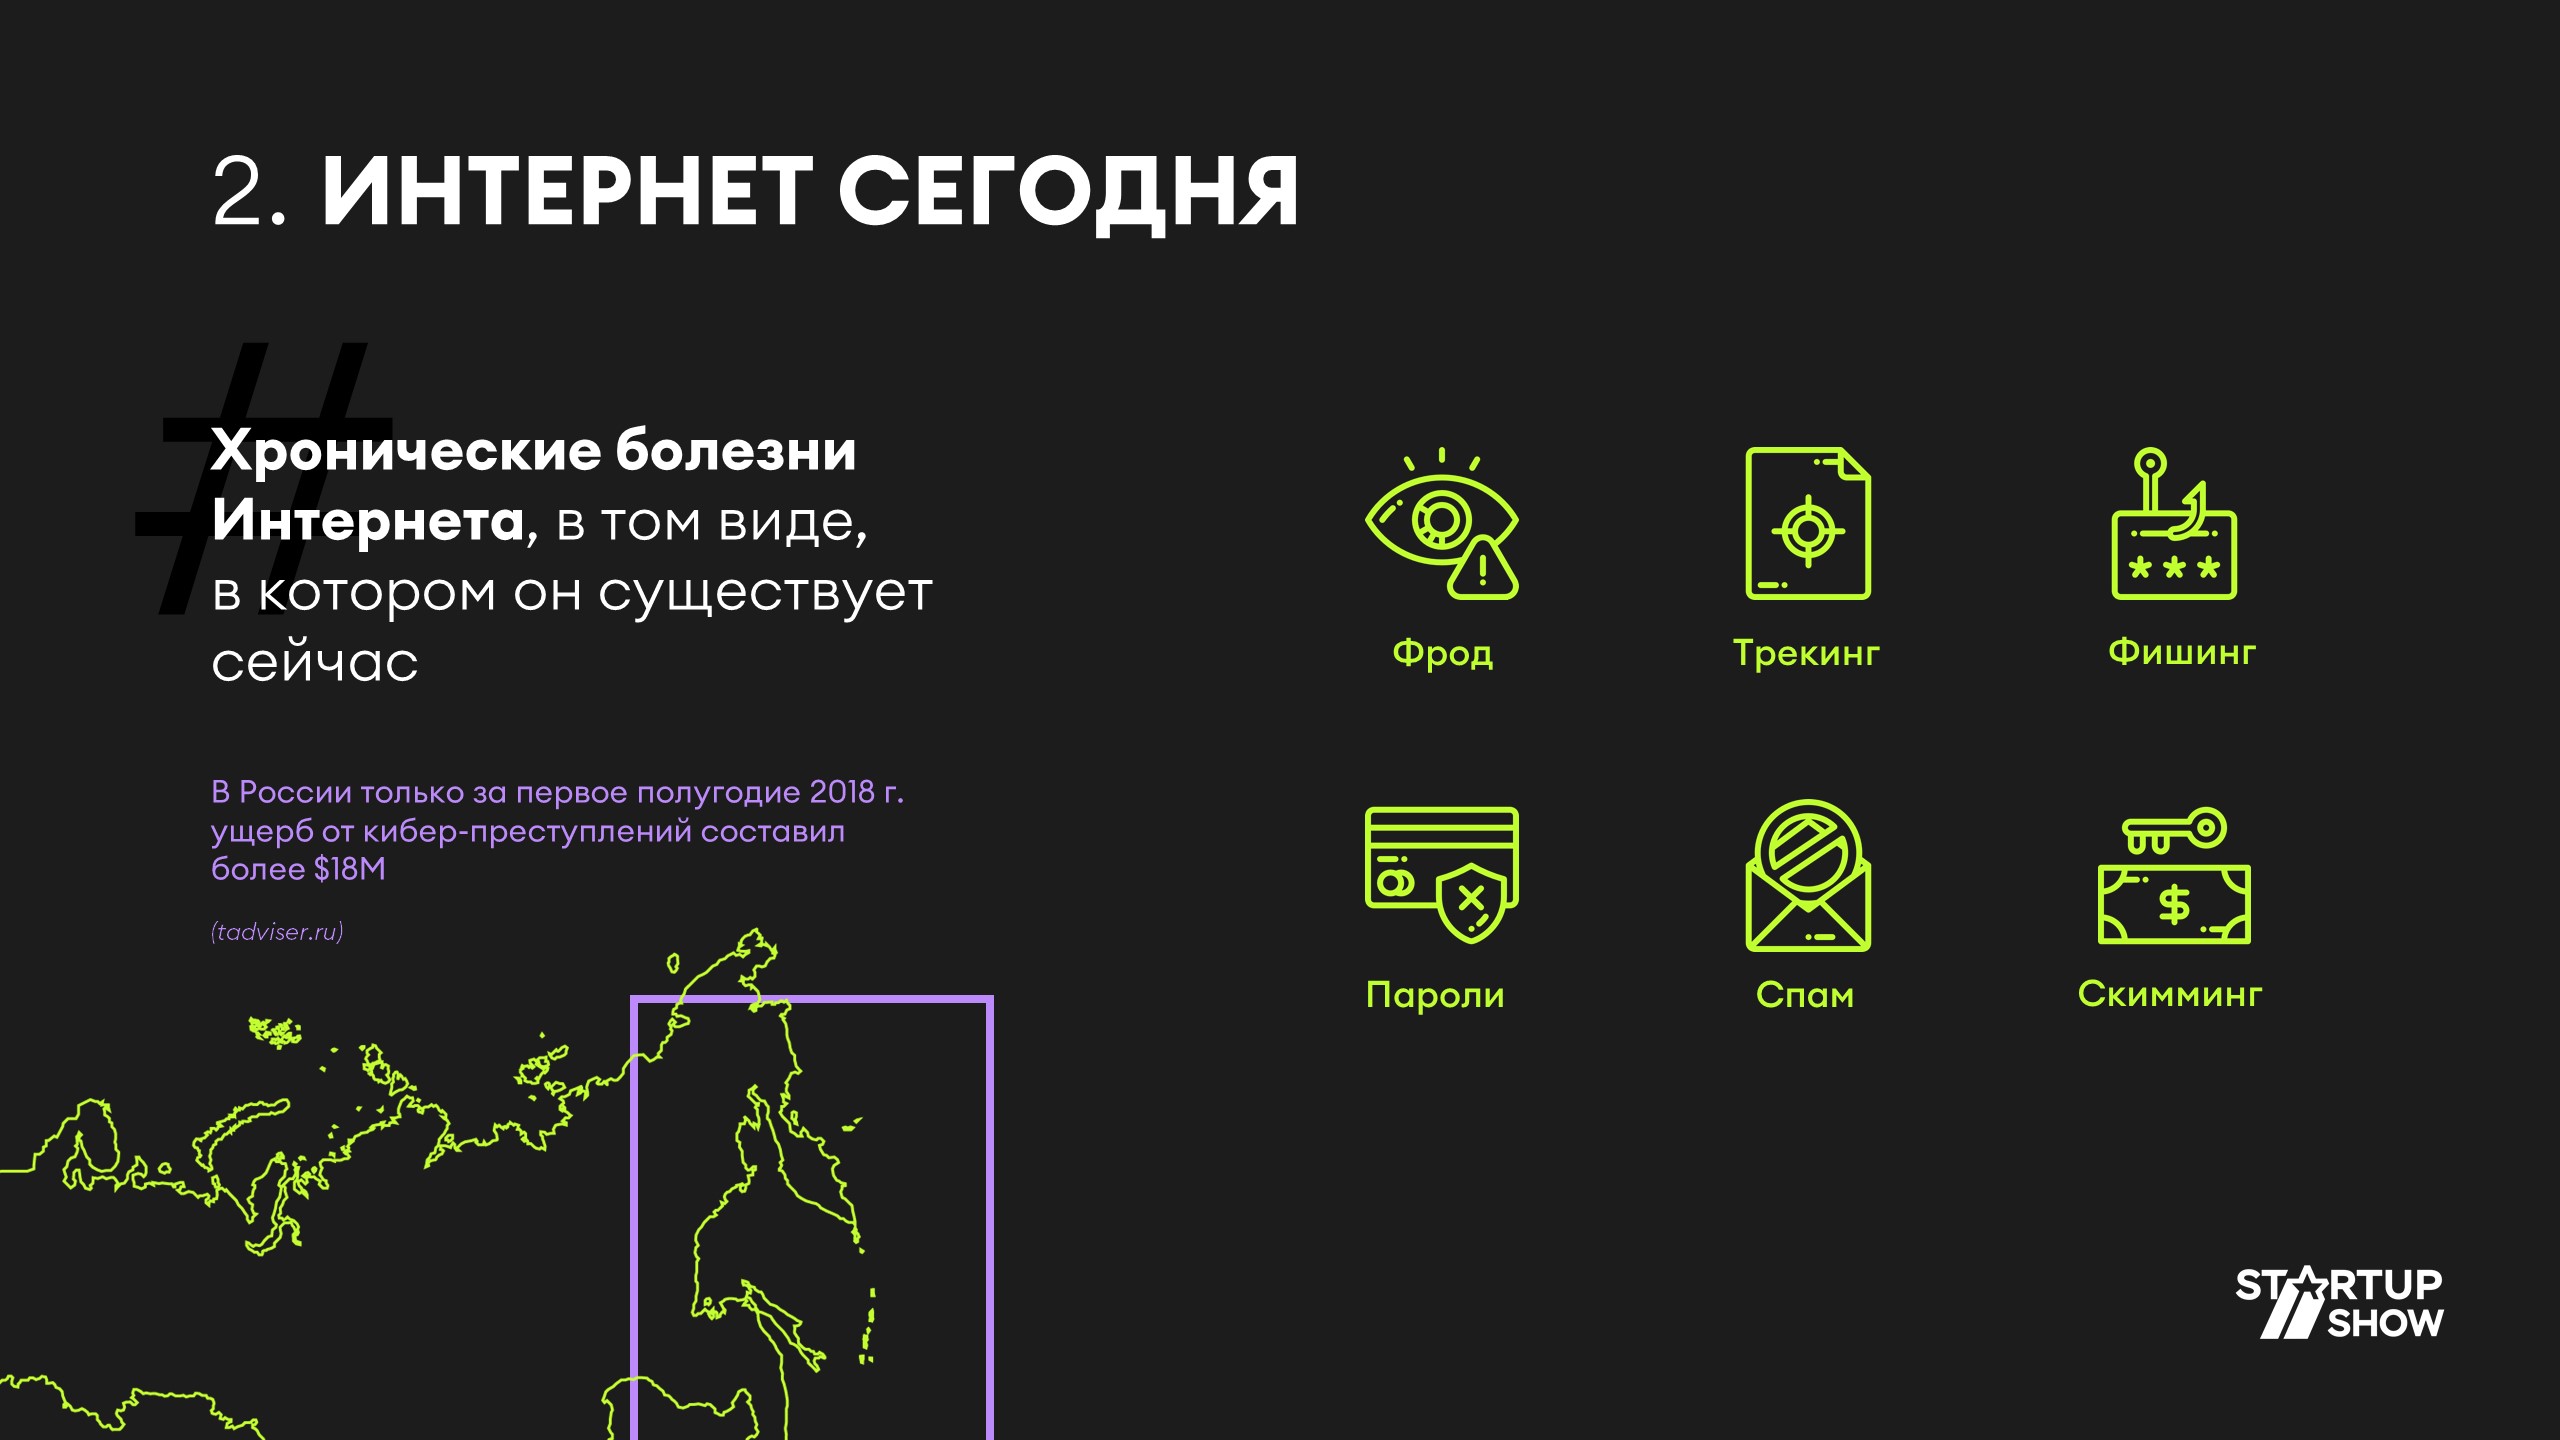 2. ИНТЕРНЕТ СЕГОДНЯ
#
Хронические болезни
Интернета, в том виде,
в котором он существует
сейчас
В России только за первое полугодие 2018 г.
ущерб от кибер-преступлений составил
более $18М
(tadviser.ru)
Фрод
Трекинг
Фишинг
Пароли
Спам
Скимминг
STARTUP
SHOW